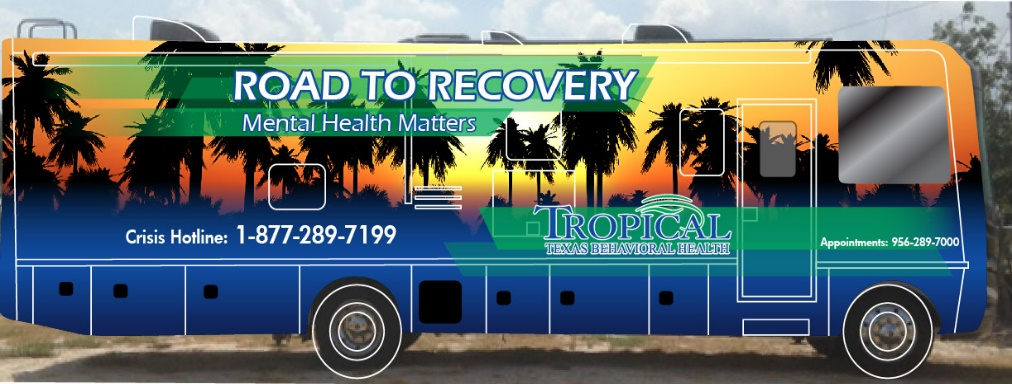 ROAD TO RECOVERY
Mental Health Matters
Crisis Hotline: 1-877-289-7199
TROPICAL
TEXAS BEHAVIORAL HEALTH
Appointments: 956-289-7000